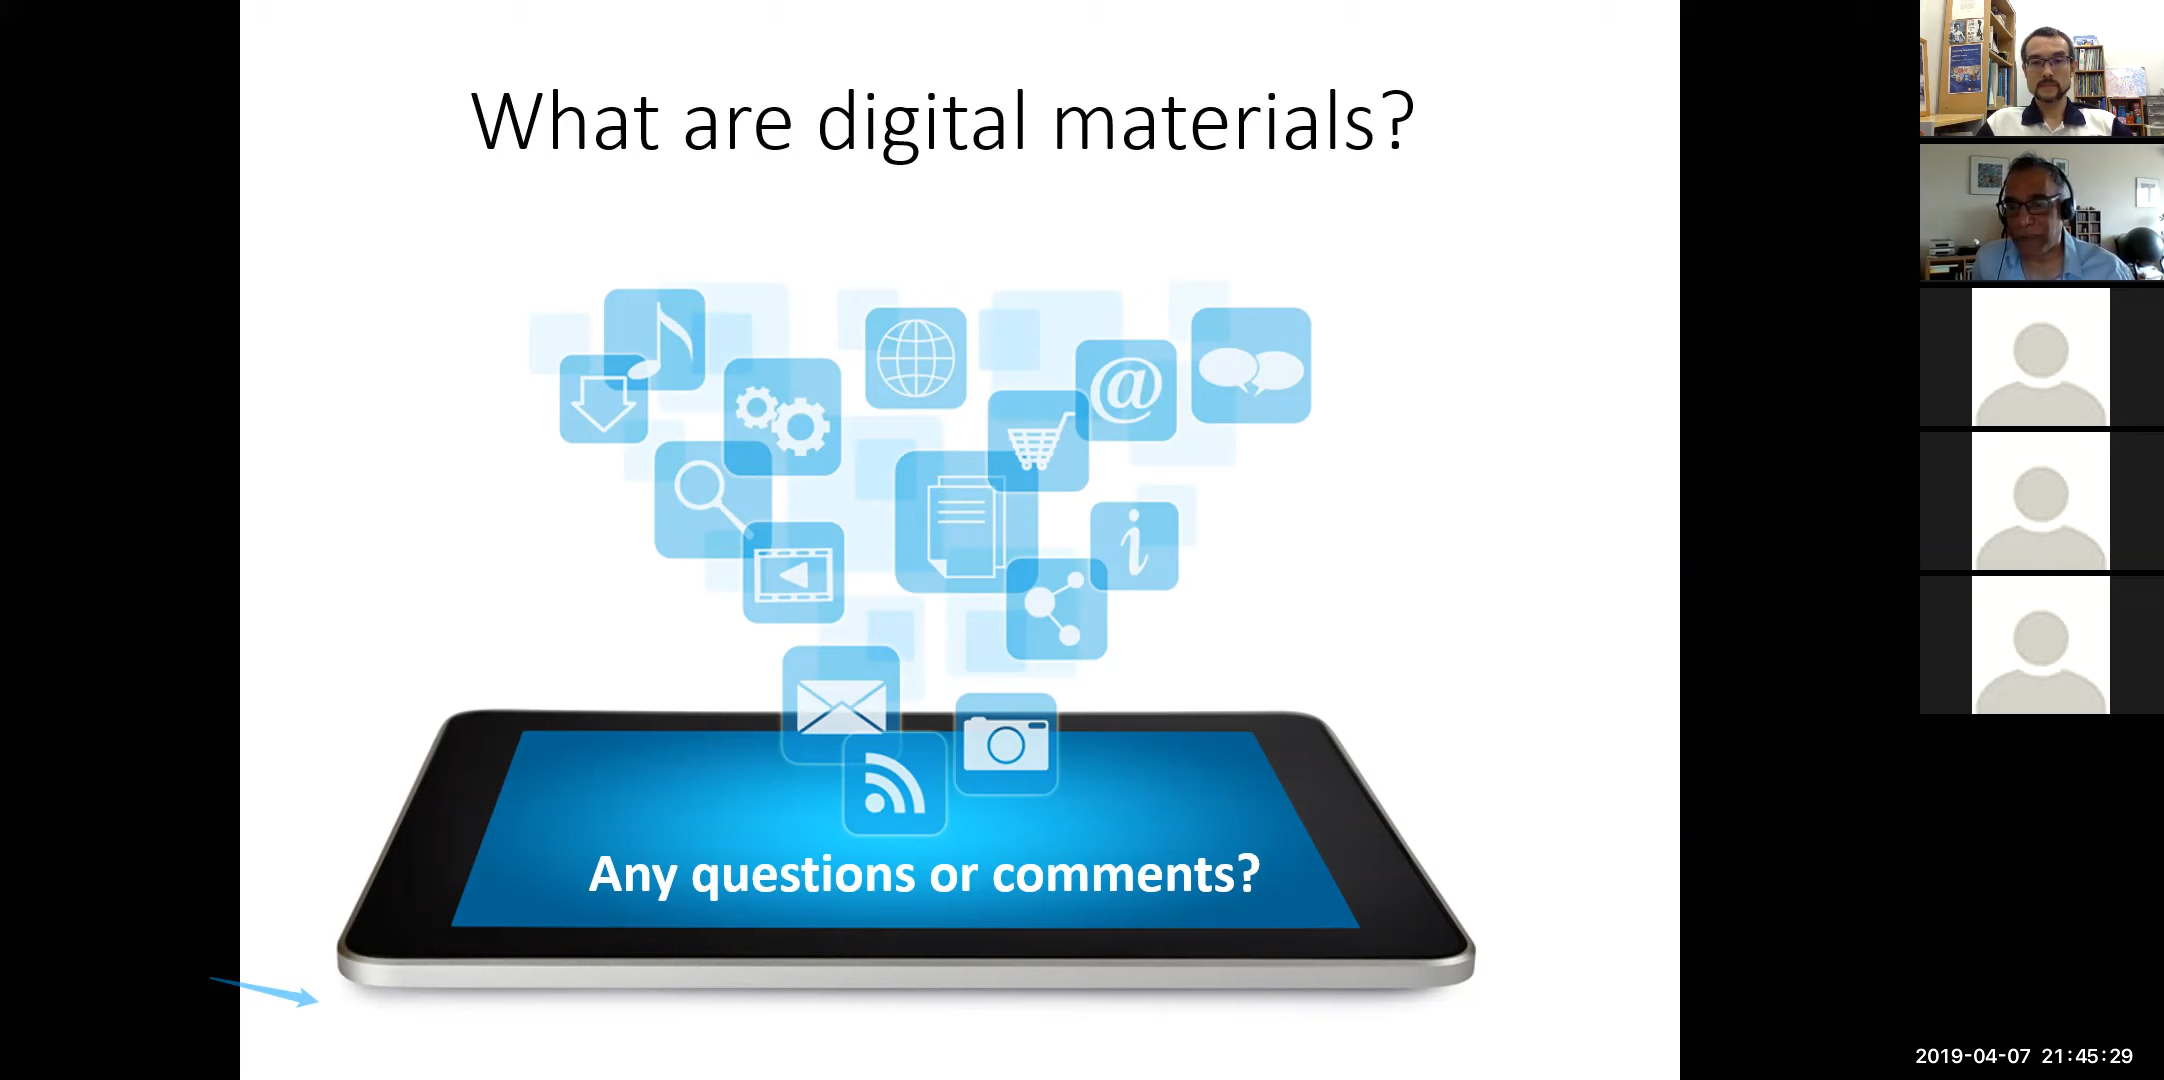 What are digital materials?
@
i
Any questions or comments?
2019-04-07 21:45:29